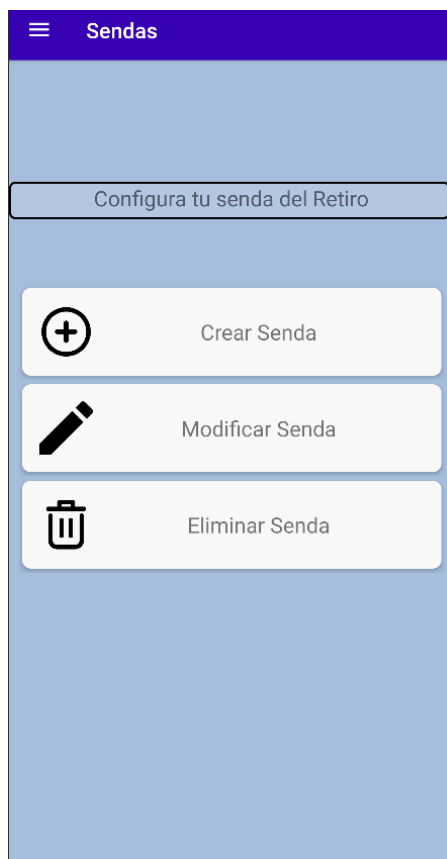 Sendas
Configura tu senda del Retiro
Crear Senda
Modificar Senda
Eliminar Senda